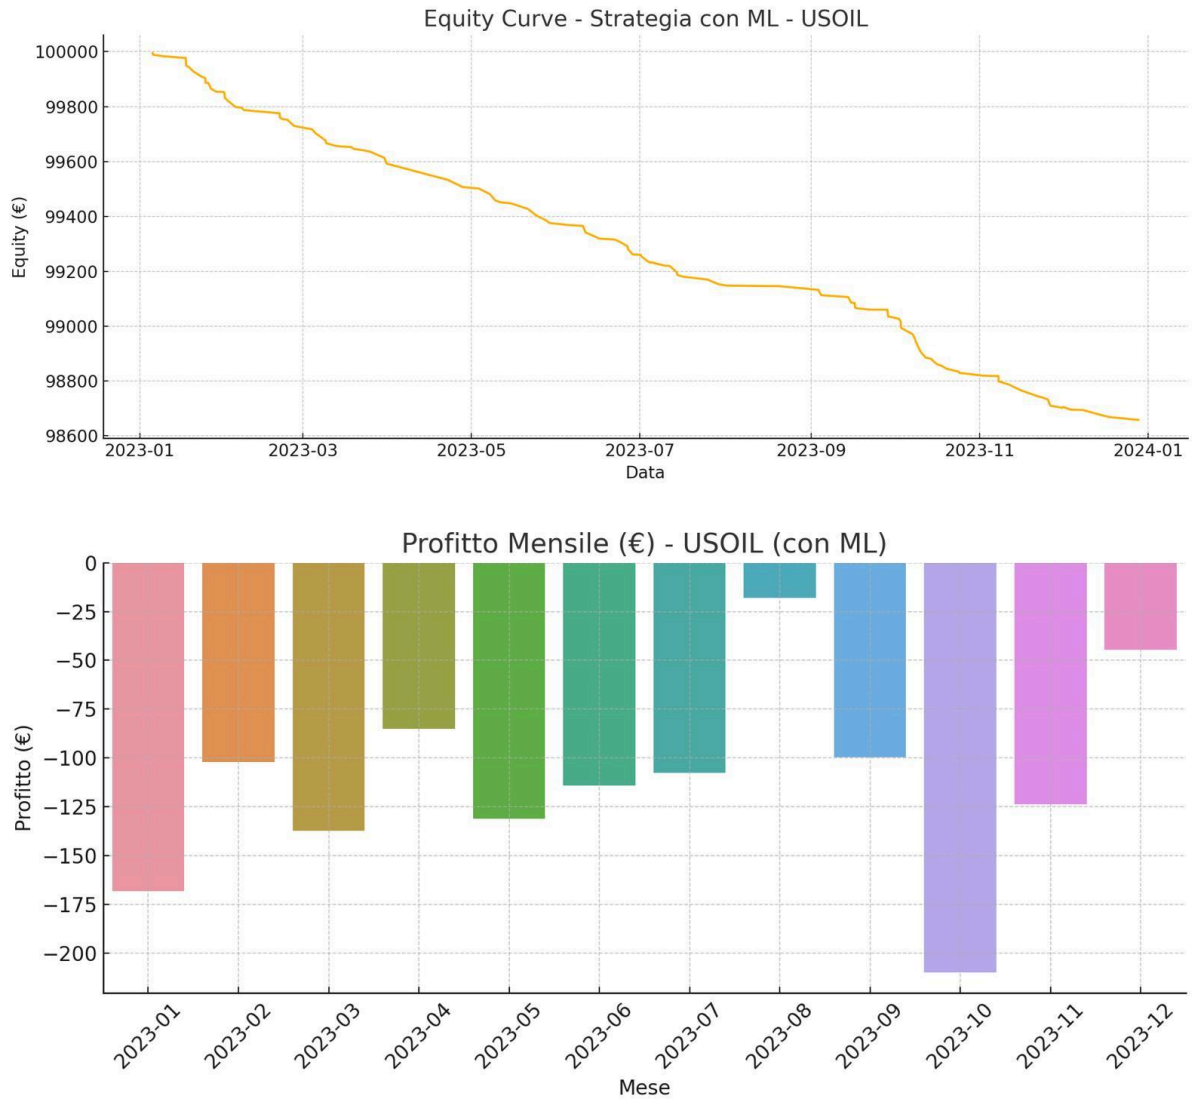 Equity Curve - Strategia con ML - USOIL
Equity (€)
100000
99800
99600
99400
99200
99000
98800
98600
2023-01 2023-03 2023-05 2023-07 2023-09 2023-11 2024-01
Data
Profitto Mensile (€) - USOIL (con ML)
Profitto (€)
0
−25
−50
−75
−100
−125
−150
−175
−200
2023-01 2023-02 2023-03 2023-04 2023-05 2023-06 2023-07 2023-08 2023-09 2023-10 2023-11 2023-12
Mese